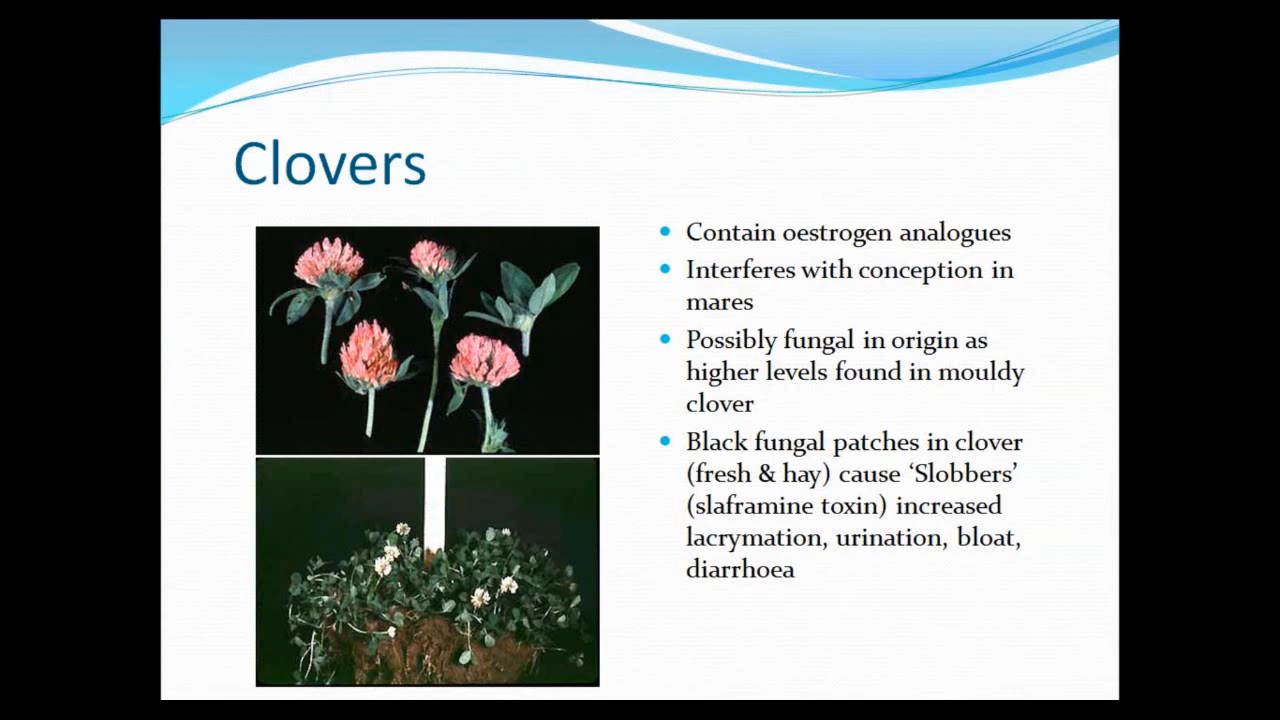 Clovers
Contain oestrogen analogues
Interferes with conception in
mares
Possibly fungal in origin as
higher levels found in mouldy
clover
Black fungal patches in clover
(fresh & hay) cause ‘Slobbers’
(slaframine toxin) increased
lacrymation, urination, bloat,
diarrhoea